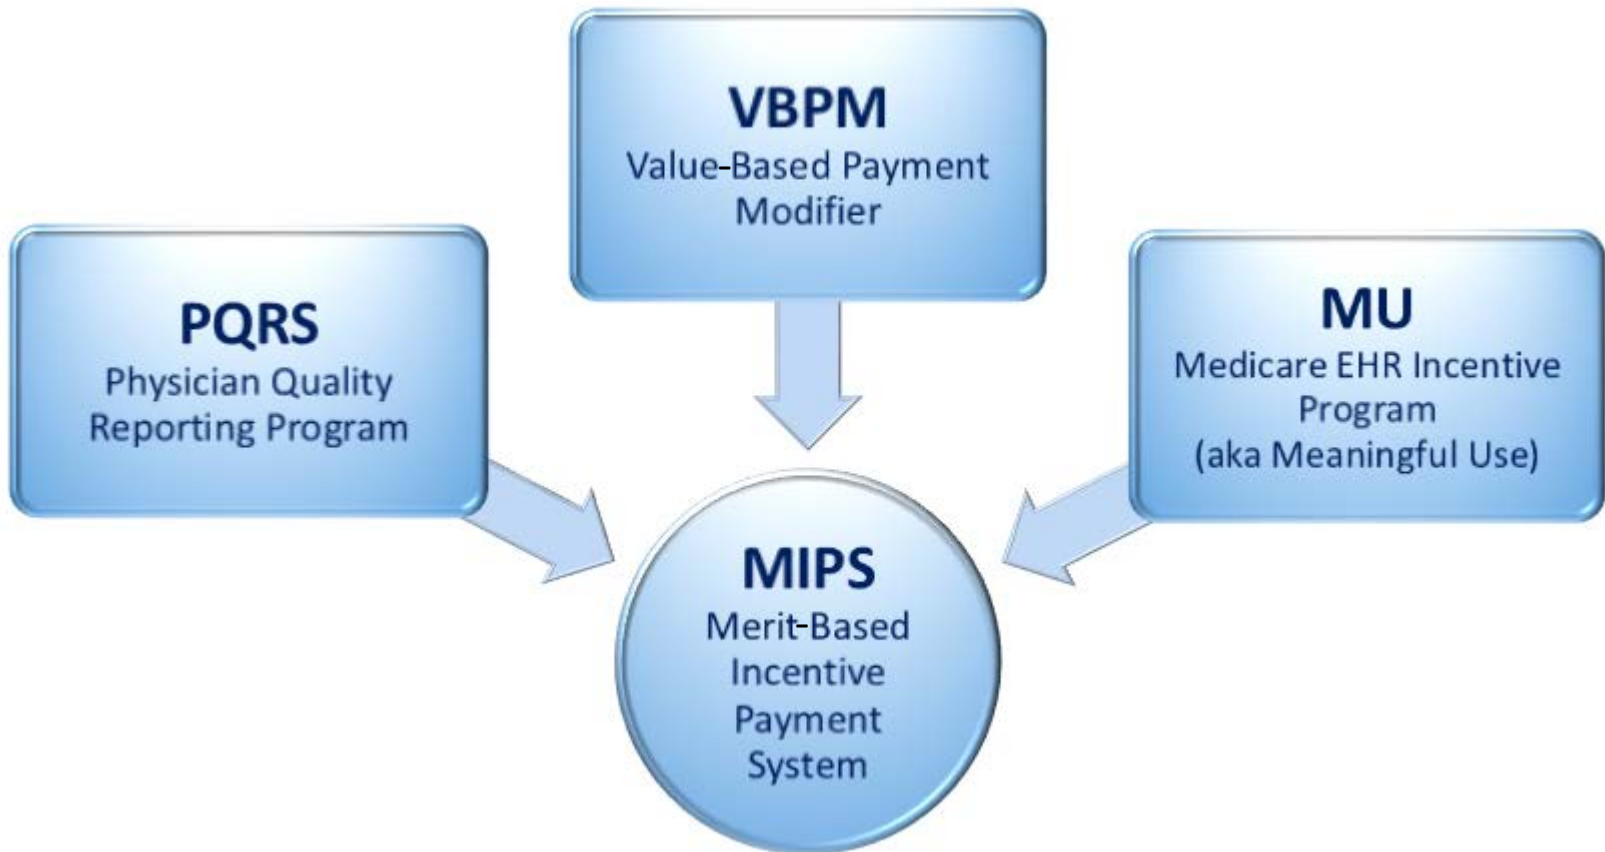 VBPM
Value-Based Payment
Modifier
PQRS
Physician Quality
Reporting Program
MU
Medicare EHR Incentive
Program
(aka Meaningful Use)
MIPS
Merit-Based
Incentive
Payment
System